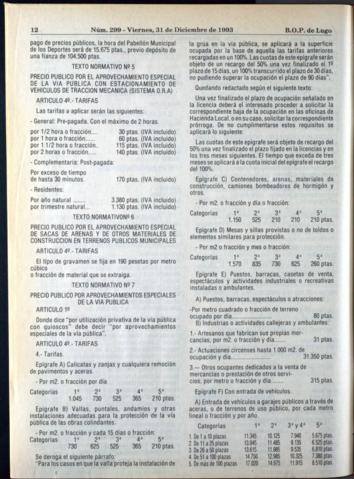 12 Núm. 299 - Viernes, 31 de Diciembre de 1993 B.O.P. de Lugo
pago de precios públicos, la hora del Pabellón Municipal
de los Deportes será de 15.675 ptas., previo depósito de
una fianza de 104.500 ptas.
TEXTO NORMATIVO Nº 5
PRECIO PUBLICO POR EL APROVECHAMIENTO ESPECIAL
DE LA VIA PUBLICA CON ESTACIONAMIENTO DE
VEHICULOS DE TRACCION MECANICA (SISTEMA O.R.A)
ARTICULO 4º.- TARIFAS
Las tarifas a aplicar serán las siguientes:
- General: Pre-pagada. Con el máximo de 2 horas.
por 1/2 hora o fracción.... 30 ptas. (IVA incluido)
por 1 hora o fracción...... 60 ptas. (IVA incluido)
por 1 1/2 hora o fracción.. 115 ptas. (IVA incluido)
por 2 horas o fracción..... 140 ptas. (IVA incluido)
- Complementaria: Post-pagada:
Por exceso de tiempo
de hasta 30 minutos. 170 ptas. (IVA incluido)
- Residentes:
Por año natural ........ 3.380 ptas. (IVA incluido)
por trimestre natural.. 1.130 ptas. (IVA incluido)
TEXTO NORMATIVO Nº 6
PRECIO PUBLICO POR EL APROVECHAMIENTO ESPECIAL
DE SACAS DE ARENAS Y DE OTROS MATERIALES DE
CONSTRUCCION EN TERRENOS PUBLICOS MUNICIPALES
ARTICULO 4º.- TARIFAS
El tipo de gravamen se fija en 190 pesetas por metro
cúbico
o fracción de material que se extraiga.
TEXTO NORMATIVO Nº 7
PRECIO PUBLICO POR APROVECHAMIENTOS ESPECIALES
DE LA VIA PUBLICA
ARTICULO 1º
Donde dice "por utilización privativa de la vía pública
con quioscos" debe decir "por aprovechamientos
especiales de la vía pública".
ARTICULO 4º.- TARIFAS
4.- Tarifas.
Epígrafe A) Calicatas y zanjas y cualquiera remoción
de pavimentos y aceras.
- Por m2. o fracción por día
Categorías 1ª 2ª 3ª 4ª 5ª
1.045 730 525 365 210 ptas.
Epígrafe B) Vallas, puntales, andamios y otras
instalaciones adecuadas para la protección de la vía
pública de las obras colindantes.
- Por m2. o fracción y cada 15 días o fracción:
Categorías 1ª 2ª 3ª 4ª 5ª
730 625 525 365 210 ptas.
Se deroga el siguiente párrafo:
"Para los casos en que la valla proteja la instalación de
la grúa en la vía pública, se aplicará a la superficie
ocupada por la base de aquella las tarifas anteriores
recargadas en un 100%. Las cuotas de este epígrafe serán
objeto de un recargo del 50% una vez finalizado el 1º
plazo de 15 días, un 100% transcurrido el plazo de 30 días,
no pudiendo superar la ocupación el plazo de 90 días".
Quedando redactado según el siguiente texto:
Una vez finalizado el plazo de ocupación señalado en
la licencia deberá el interesado proceder a solicitar la
correspondiente baja de la ocupación en las oficinas de
Hacienda Local, o en su caso, solicitar la correspondiente
prórroga. De no cumplimentarse estos requisitos se
aplicará lo siguiente:
Las cuotas de este epígrafe será objeto de recargo del
50% una vez finalizado el plazo fijado en la licencia y en
los tres meses siguientes. El tiempo que exceda de tres
meses se aplicará a la cuota inicial del epígrafe el recargo
del 100%.
Epígrafe C) Contenedores, arenas, materiales da
construcción, camiones bombeadores de hormigón y
otros.
- Por m2. o fracción y día o fracción:
Categorías 1ª 2ª 3ª 4ª 5ª
1.150 525 210 210 210 ptas.
Epígrafe D) Mesas y sillas provistas o no de toldos o
elementos similares para protección.
- Por m2 o fracción y mes o fracción:
Categorías 1ª 2ª 3ª 4ª 5ª
1.570 835 730 625 260 ptas.
Epígrafe E) Puestos, barracas, casetas de venta,
espectáculos y actividades industriales o recreativas
instaladas o ambulantes.
A) Puestos, barracas, espectáculos o atracciones:
-Por metro cuadrado o fracción de terreno
ocupado por día.................... 80 ptas.
B) Industrias o actividades callejeras y ambulantes:
1.- Artesanos que fabrican sus propias mer-
cancías, por m2. o fracción y día...... 31 ptas.
2.- Actuaciones circenses hasta 1.000 m2. de
ocupación y día................ 31.350 ptas.
3.- Otros ocupantes dedicados a la venta de
mercancías o prestación de otros servi-
cios, por metro o fracción y día...... 315 ptas.
Epígrafe F) Con entrada de vehículos.
A) Entrada de vehículos a garajes públicos a través de
aceras, o de terrenos de uso público, por cada metro
lineal o fracción y por año.
Categorías 1ª 2ª 3ª y 4ª 5ª
1. De 1 a 10 plazas 11.345 10.125 7.940 5.675 ptas.
2. De 11 a 25 plazas 13.045 11.485 9.135 6.525 ptas.
3. De 26 a 50 plazas 13.615 11.985 9.535 6.810 ptas.
4. De 51 a 100 plazas 14.750 12.985 10.325 7.380 ptas.
5. De mas de 100 plazas 17.020 14.975 11.915 8.510 ptas.